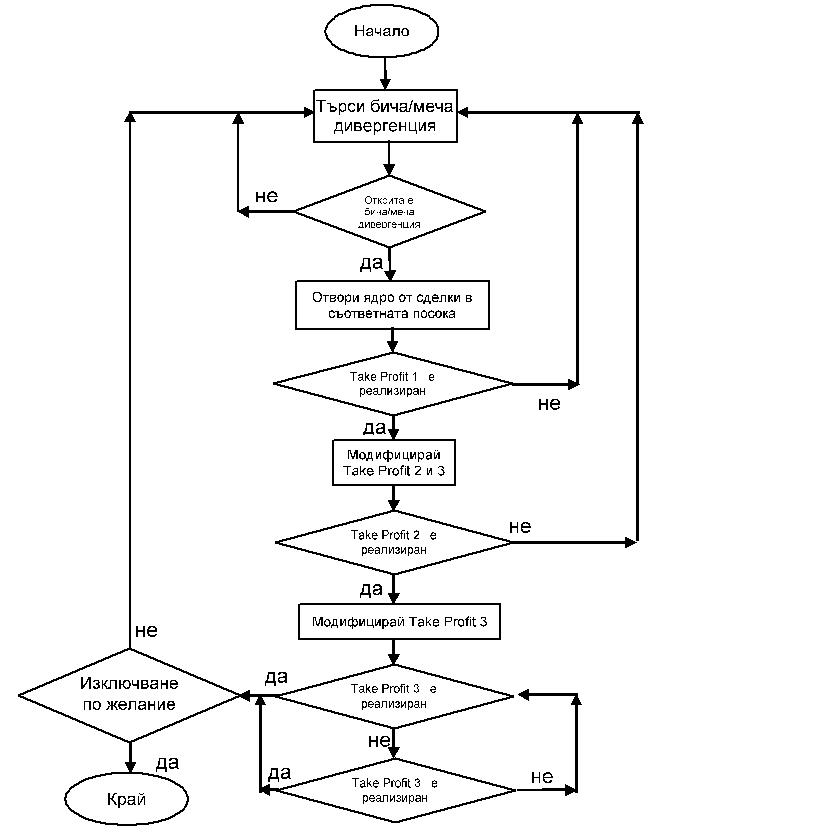 Начало
Търси бича/меча
дивергенция
не
Открита е
бича/меча
дивергенция
да
Отвори ядро от сделки в
съответната посока
Take Profit 1 е
реализиран
не
да
Модифицирай
Take Profit 2 и 3
Take Profit 2 е
реализиран
не
да
Модифицирай Take Profit 3
не
Изключване
по желание
да
Take Profit 3 е
реализиран
не
да
Край
да
Take Profit 3 е
реализиран
не